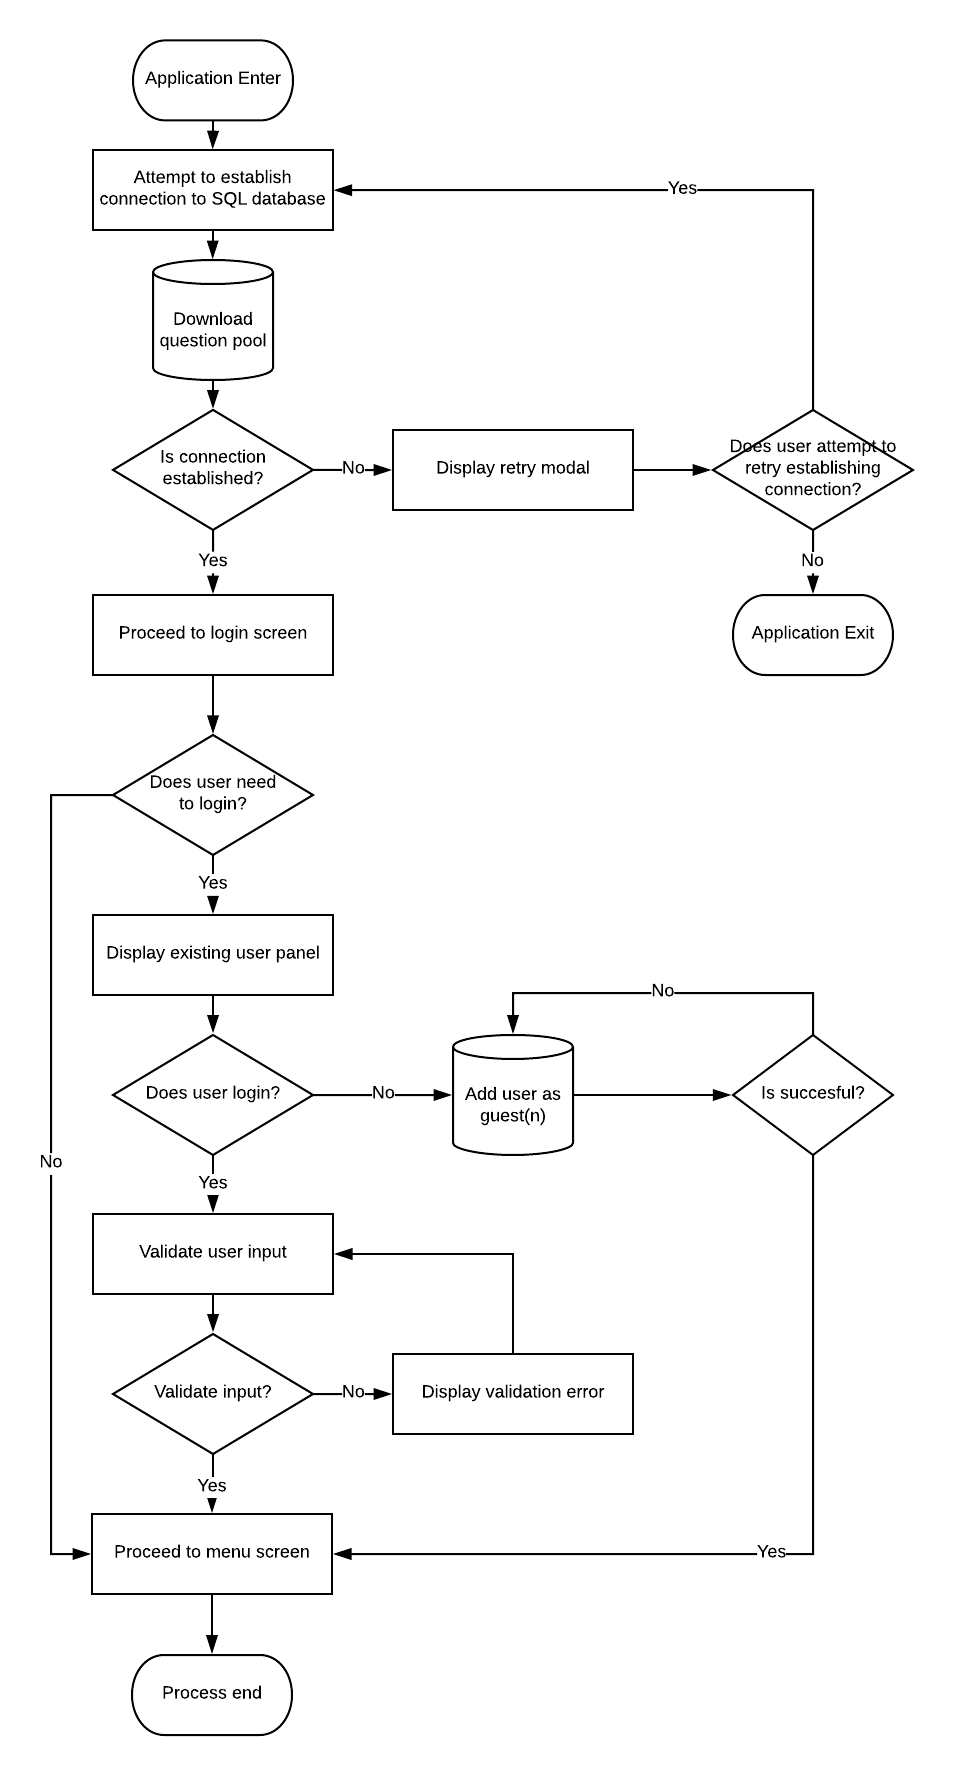 Application Enter
Attempt to establish
connection to SQL database
Yes
Download
question pool
Is connection
established?
No
Display retry modal
Does user attempt to
retry establishing
connection?
Yes
No
Proceed to login screen
Application Exit
Does user need
to login?
Yes
Display existing user panel
No
Does user login?
No
Add user as
guest(n)
Is succesful?
No
Yes
Validate user input
Validate input?
No
Display validation error
Yes
Proceed to menu screen
Yes
Process end